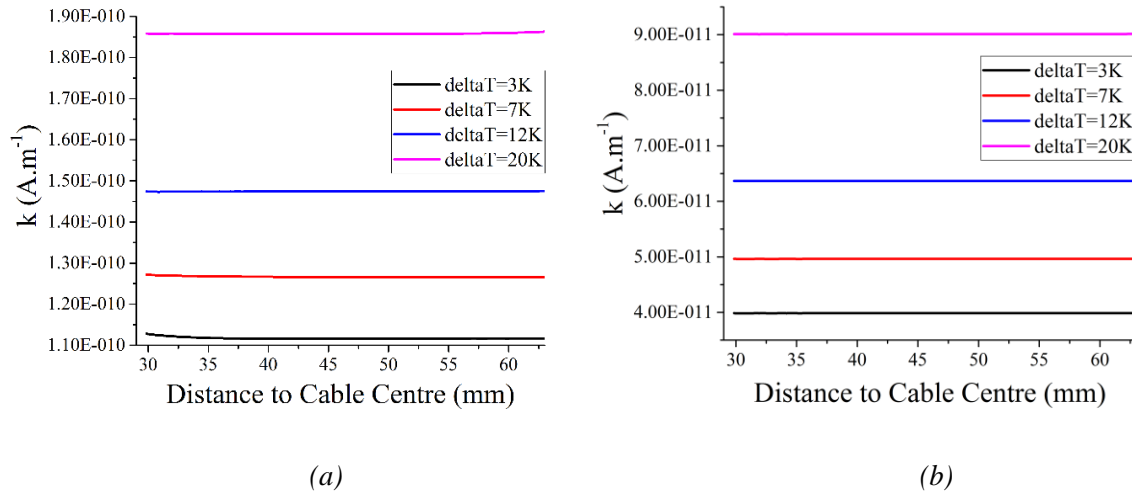 1.90E-010
1.80E-010
1.70E-010
1.60E-010
1.50E-010
1.40E-010
1.30E-010
1.20E-010
1.10E-010
k (A.m⁻¹)
30 35 40 45 50 55 60
Distance to Cable Centre (mm)
deltaT=3K
deltaT=7K
deltaT=12K
deltaT=20K
(a)
9.00E-011
8.00E-011
7.00E-011
6.00E-011
5.00E-011
4.00E-011
k (A.m⁻¹)
30 35 40 45 50 55 60
Distance to Cable Centre (mm)
deltaT=3K
deltaT=7K
deltaT=12K
deltaT=20K
(b)